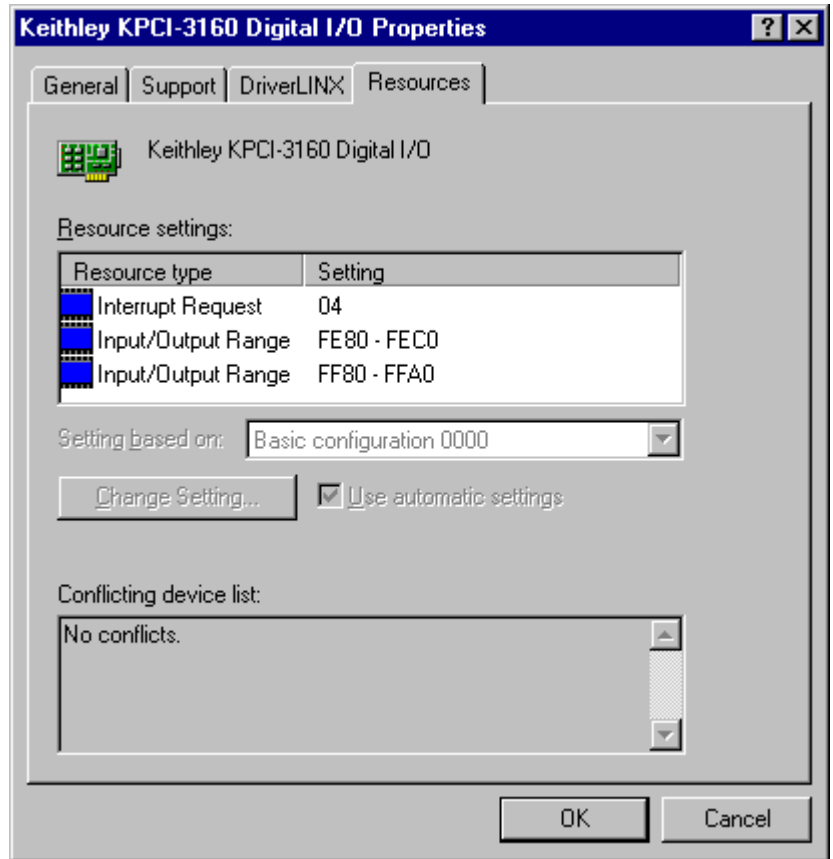 Keithley KPCI-3160 Digital I/O Properties ? ×
General Support DriverLINX Resources
Keithley KPCI-3160 Digital I/O
Resource settings:
Resource type Setting
Interrupt Request 04
Input/Output Range FE80 - FEC0
Input/Output Range FF80 - FFA0
Setting based on: Basic configuration 0000
Change Setting... Use automatic settings
Conflicting device list:
No conflicts.
OK Cancel